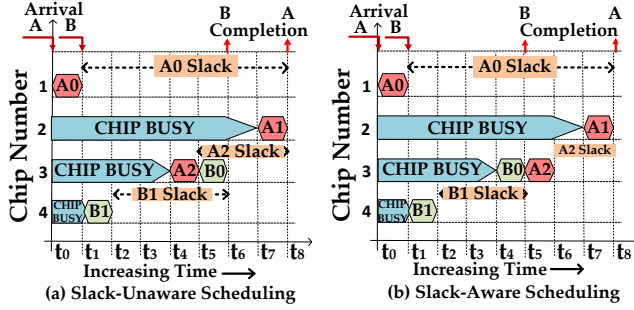 Arrival
A B
B A
Completion
A0 Slack
1 A0
2 CHIP BUSY A1
A2 Slack
3 CHIP BUSY A2 B0
B1 Slack
4 CHIP BUSY B1
Chip Number
t0 t1 t2 t3 t4 t5 t6 t7 t8
Increasing Time
(a) Slack-Unaware Scheduling
Arrival
A B
B A
Completion
A0 Slack
1 A0
2 CHIP BUSY A1
A2 Slack
3 CHIP BUSY B0 A2
B1 Slack
4 CHIP BUSY B1
Chip Number
t0 t1 t2 t3 t4 t5 t6 t7 t8
Increasing Time
(b) Slack-Aware Scheduling